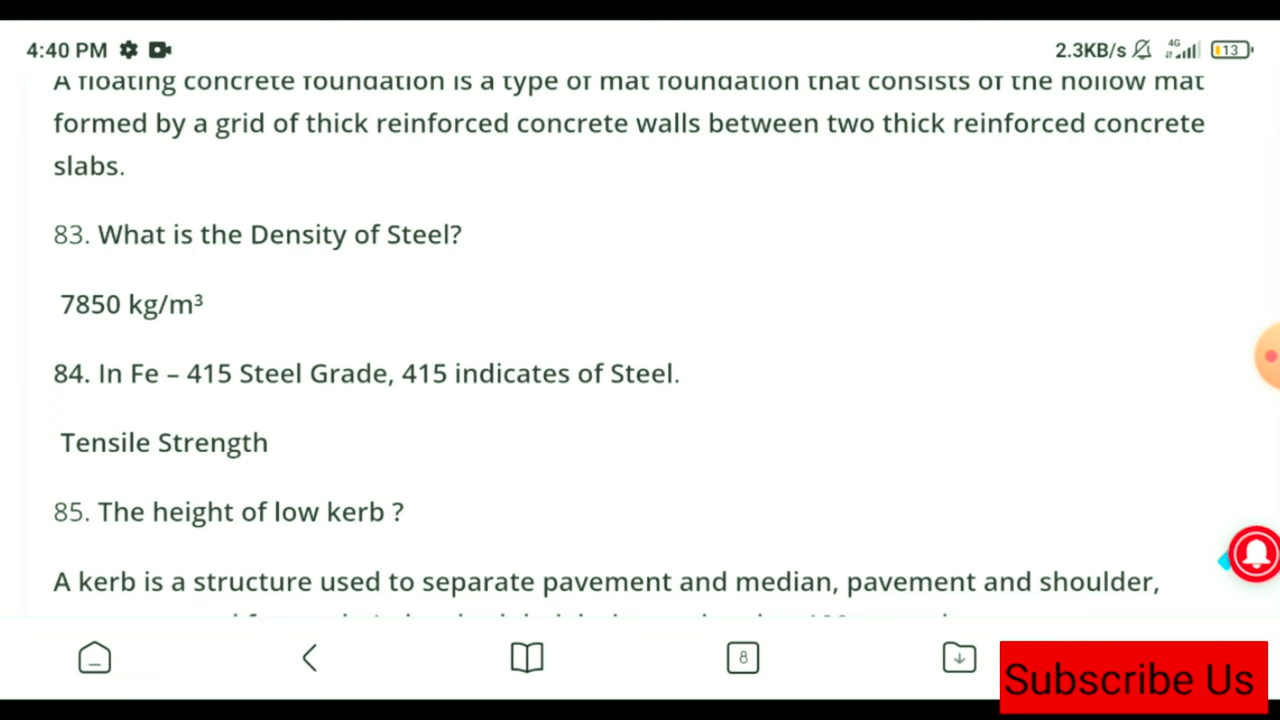 4:40 PM
2.3KB/s 4G 13
A floating concrete foundation is a type of mat foundation that consists of the hollow mat
formed by a grid of thick reinforced concrete walls between two thick reinforced concrete
slabs.
83. What is the Density of Steel?
7850 kg/m³
84. In Fe – 415 Steel Grade, 415 indicates of Steel.
Tensile Strength
85. The height of low kerb ?
A kerb is a structure used to separate pavement and median, pavement and shoulder,
8
Subscribe Us